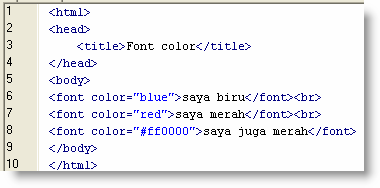 1 <html>
2 <head>
3 <title>Font color</title>
4 </head>
5 <body>
6 <font color="blue">saya biru</font><br>
7 <font color="red">saya merah</font><br>
8 <font color="#ff0000">saya juga merah</font>
9 </body>
10 </html>